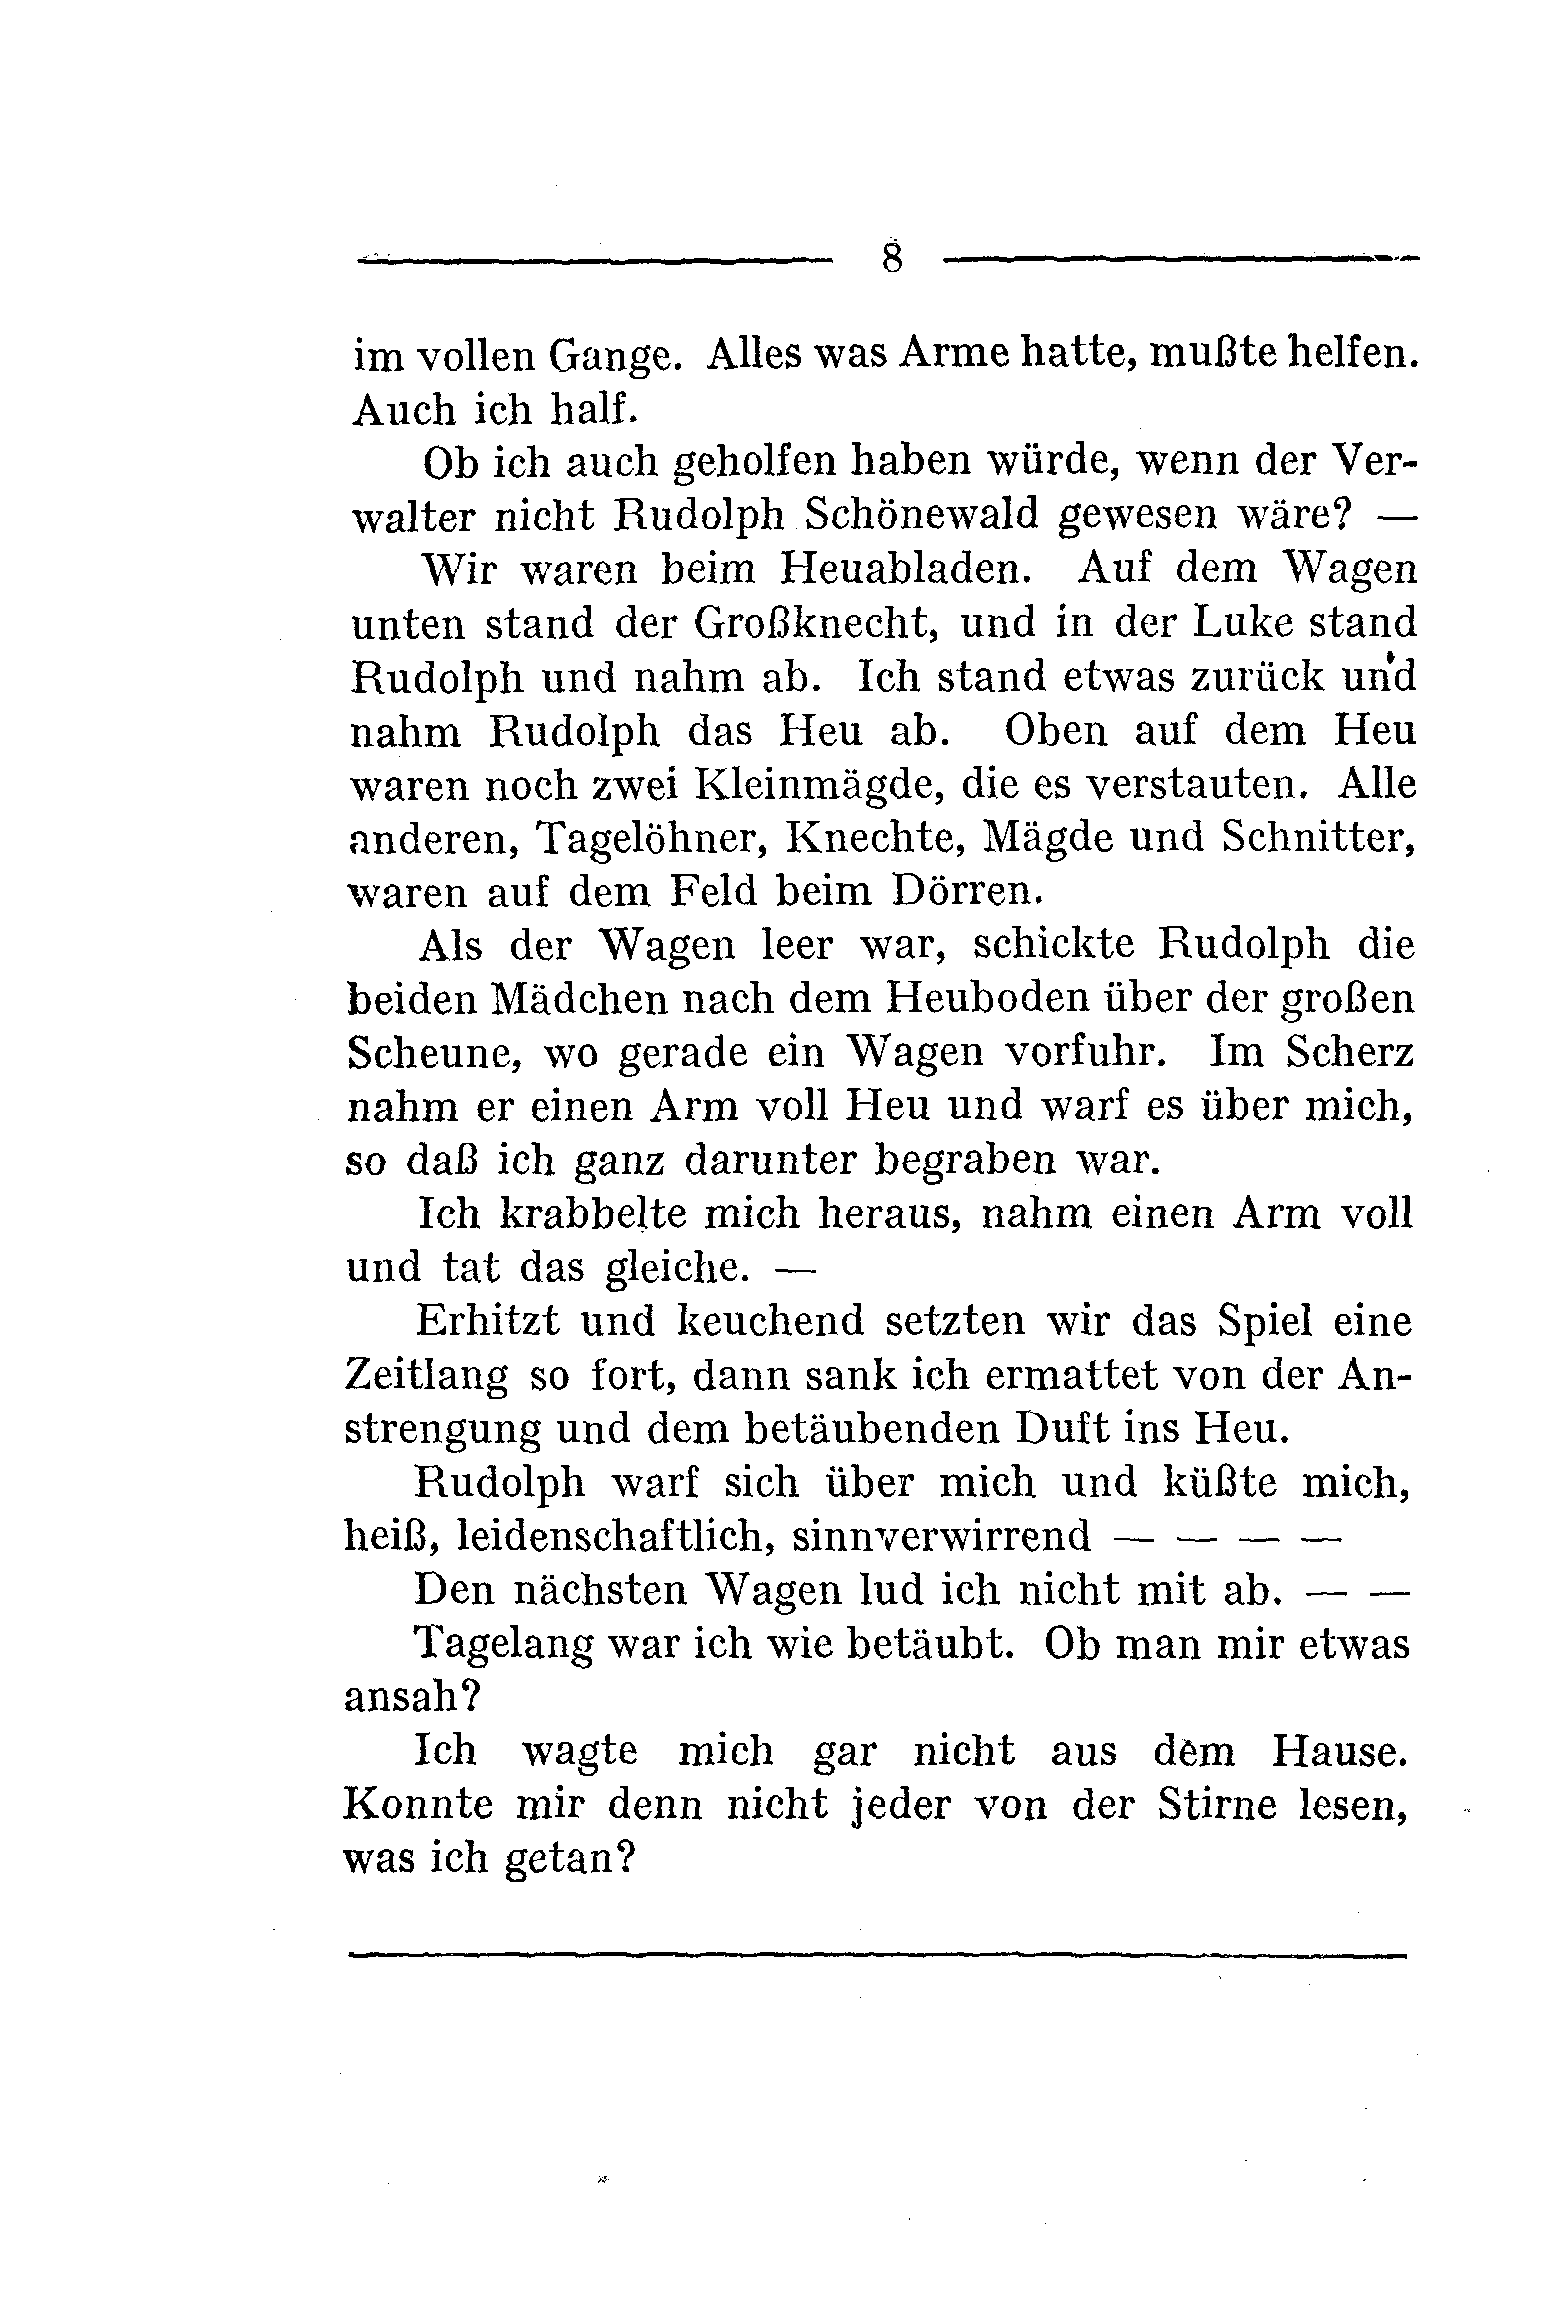 8
im vollen Gange. Alles was Arme hatte, mußte helfen.
Auch ich half.
Ob ich auch geholfen haben würde, wenn der Ver-
walter nicht Rudolph Schönewald gewesen wäre? —
Wir waren beim Heuabladen. Auf dem Wagen
unten stand der Großknecht, und in der Luke stand
Rudolph und nahm ab. Ich stand etwas zurück und
nahm Rudolph das Heu ab. Oben auf dem Heu
waren noch zwei Kleinmägde, die es verstauten. Alle
anderen, Tagelöhner, Knechte, Mägde und Schnitter,
waren auf dem Feld beim Dörren.
Als der Wagen leer war, schickte Rudolph die
beiden Mädchen nach dem Heuboden über der großen
Scheune, wo gerade ein Wagen vorfuhr. Im Scherz
nahm er einen Arm voll Heu und warf es über mich,
so daß ich ganz darunter begraben war.
Ich krabbelte mich heraus, nahm einen Arm voll
und tat das gleiche. —
Erhitzt und keuchend setzten wir das Spiel eine
Zeitlang so fort, dann sank ich ermattet von der An-
strengung und dem betäubenden Duft ins Heu.
Rudolph warf sich über mich und küßte mich,
heiß, leidenschaftlich, sinnverwirrend — — — —
Den nächsten Wagen lud ich nicht mit ab. — —
Tagelang war ich wie betäubt. Ob man mir etwas
ansah?
Ich wagte mich gar nicht aus dem Hause.
Konnte mir denn nicht jeder von der Stirne lesen,
was ich getan?